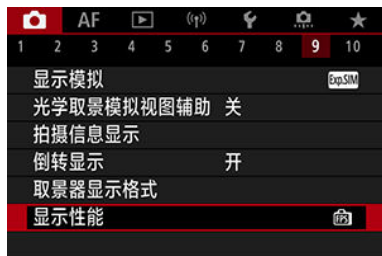 AF
1 2 3 4 5 6 7 8 9 10
显示模拟 Exp.SIM
光学取景模拟视图辅助 关
拍摄信息显示
倒转显示 开
取景器显示格式
显示性能 FPS